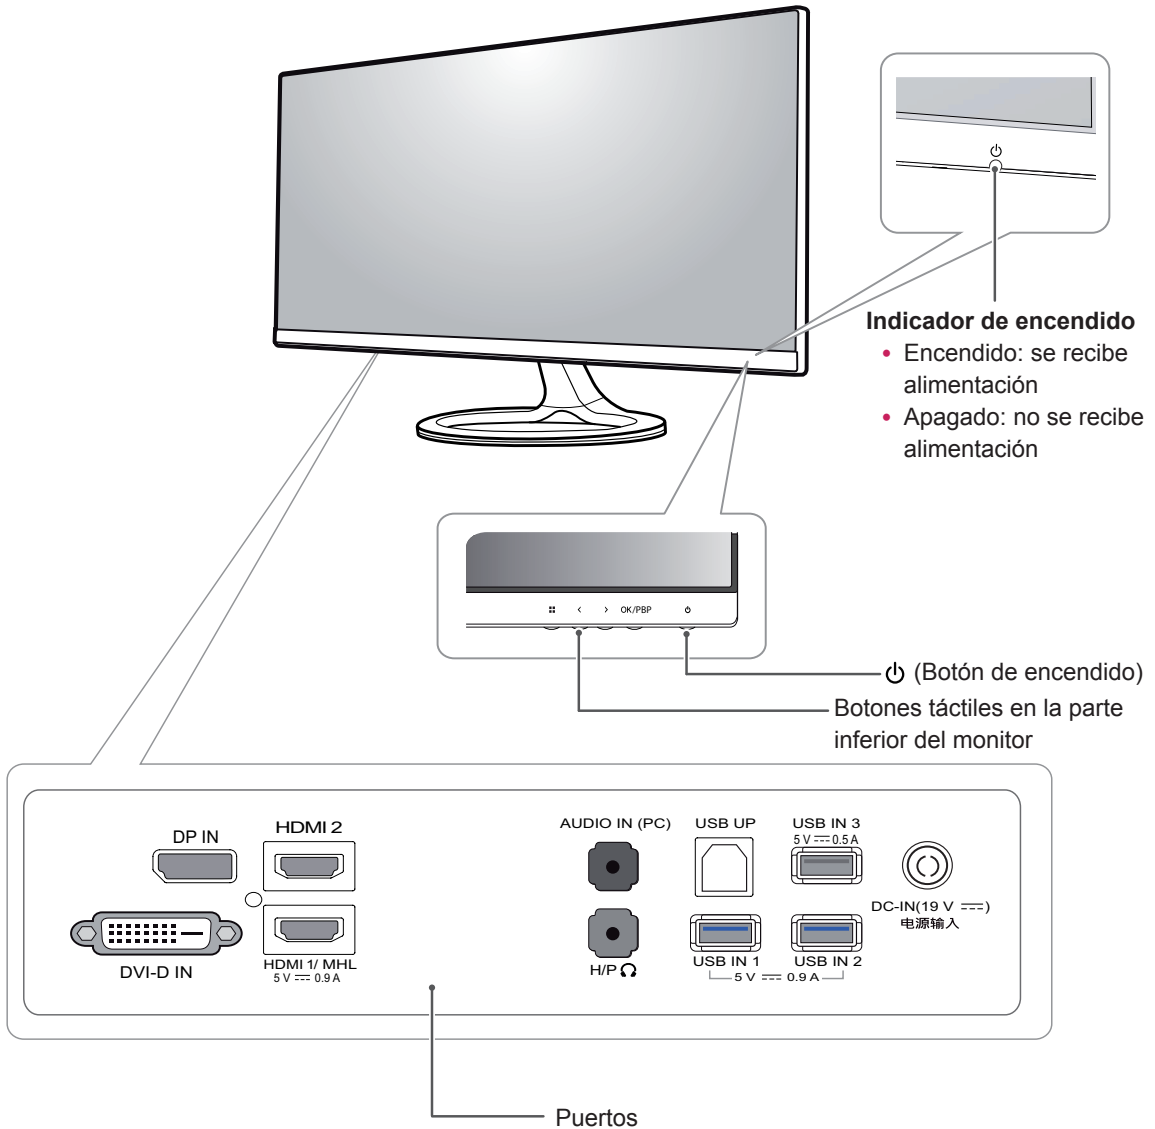 Indicador de encendido
• Encendido: se recibe
alimentación
• Apagado: no se recibe
alimentación
OK/PBP
(Botón de encendido)
Botones táctiles en la parte
inferior del monitor
DP IN
HDMI 2
DVI-D IN
HDMI 1/ MHL
5 V 0.9 A
AUDIO IN (PC)
H/P
USB UP
USB IN 3
5 V 0.5 A
USB IN 1
USB IN 2
5 V 0.9 A
DC-IN(19 V )
电源输入
Puertos